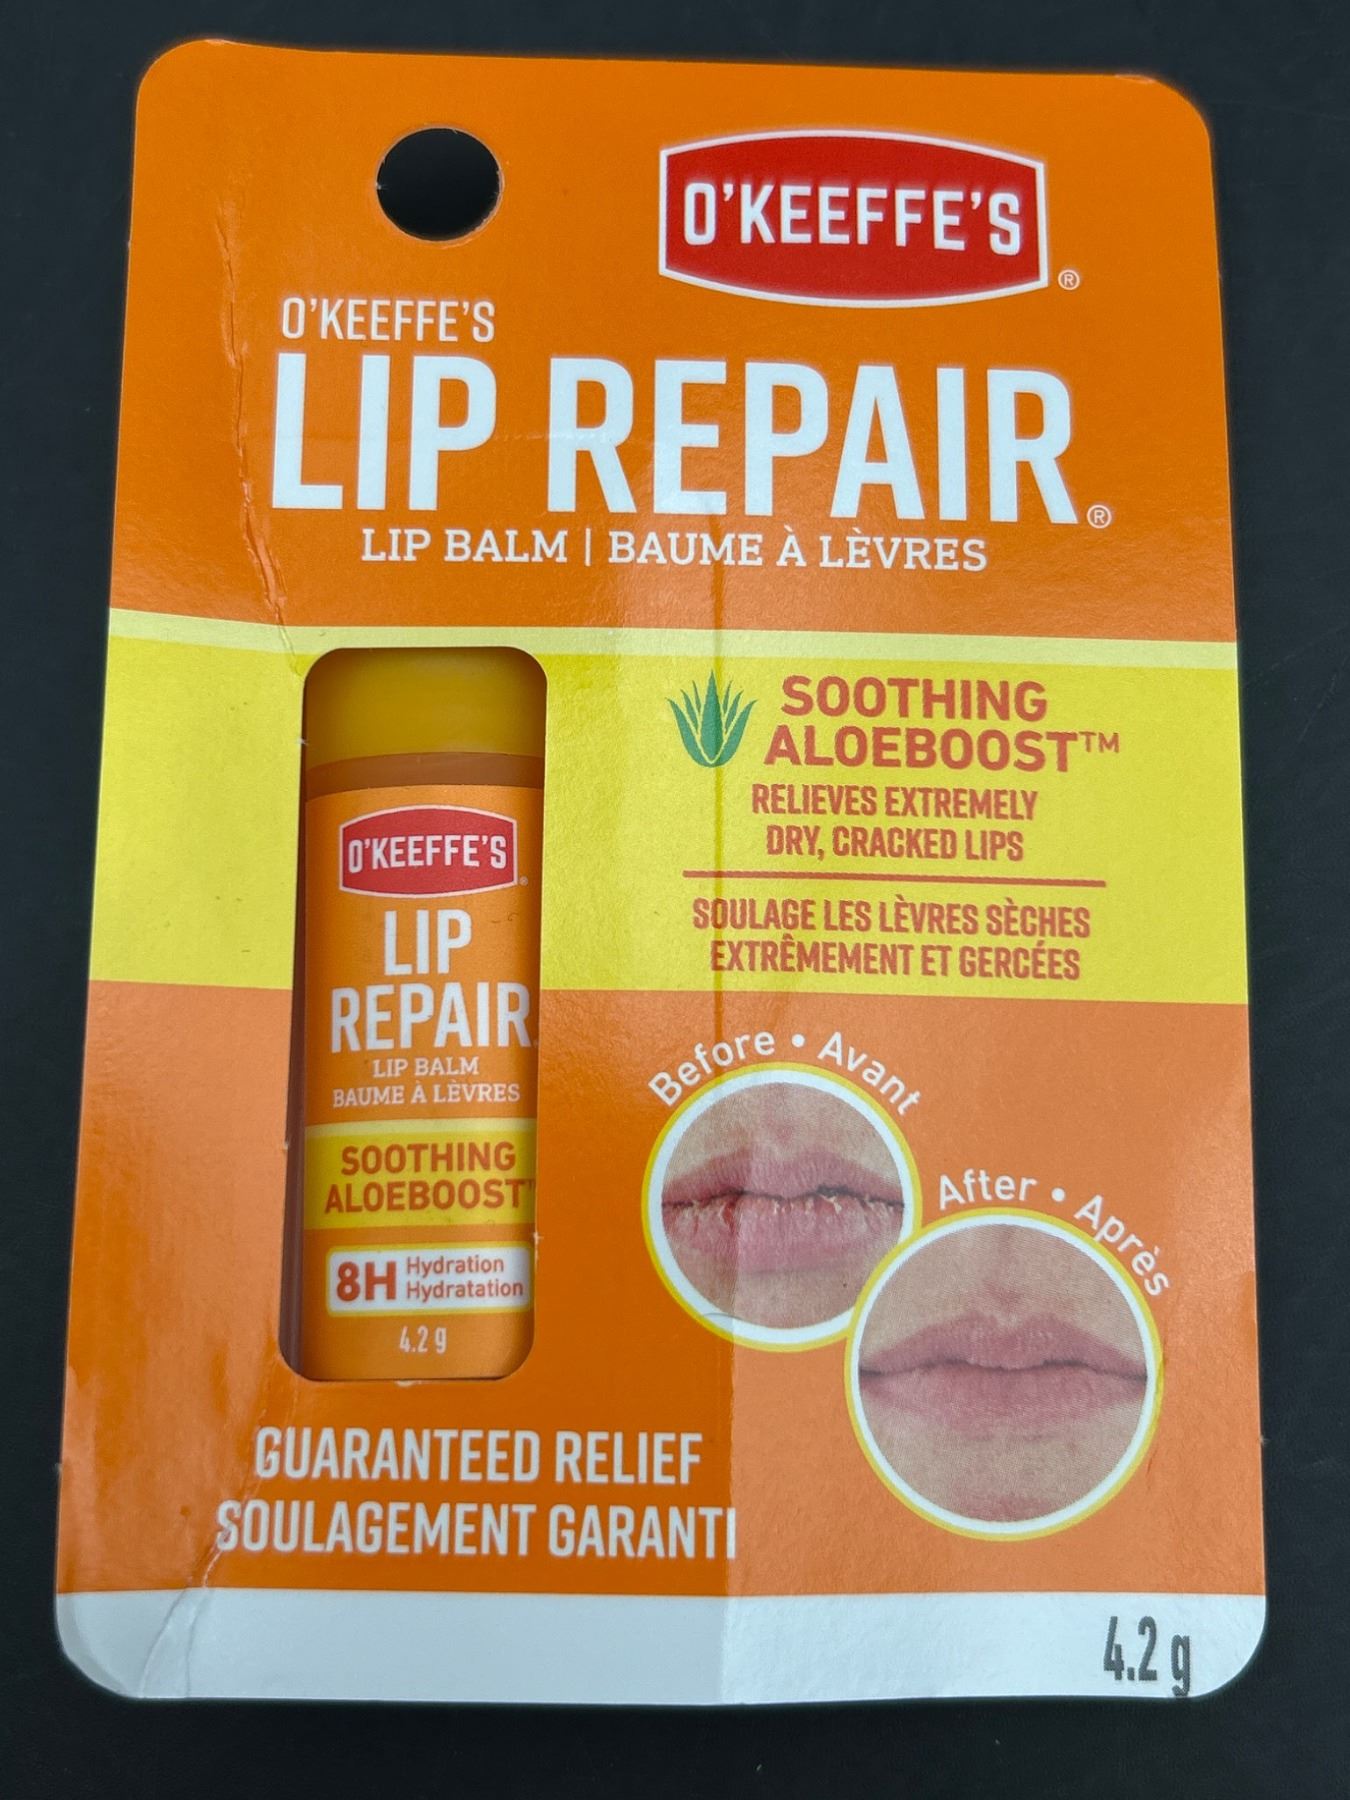 O'KEEFFE'S®
O'KEEFFE'S
LIP REPAIR®
LIP BALM | BAUME À LÈVRES
SOOTHING
ALOEBOOST™
RELIEVES EXTREMELY
DRY, CRACKED LIPS
SOULAGE LES LÈVRES SÈCHES
EXTRÊMEMENT ET GERCÉES
O'KEEFFE'S®
LIP
REPAIR
LIP BALM
BAUME À LÈVRES
SOOTHING
ALOEBOOST™
8H Hydration
Hydratation
4.2 g
Before • Avant
After • Après
GUARANTEED RELIEF
SOULAGEMENT GARANTI
4.2 g